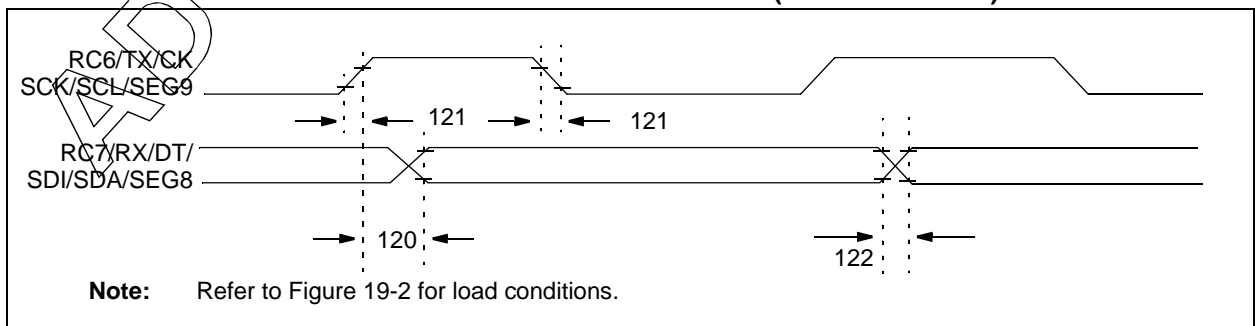 RC6/TX/CK
SCK/SCL/SEG9
121
121
RC7/RX/DT/
SDI/SDA/SEG8
120
122
Note: Refer to Figure 19-2 for load conditions.